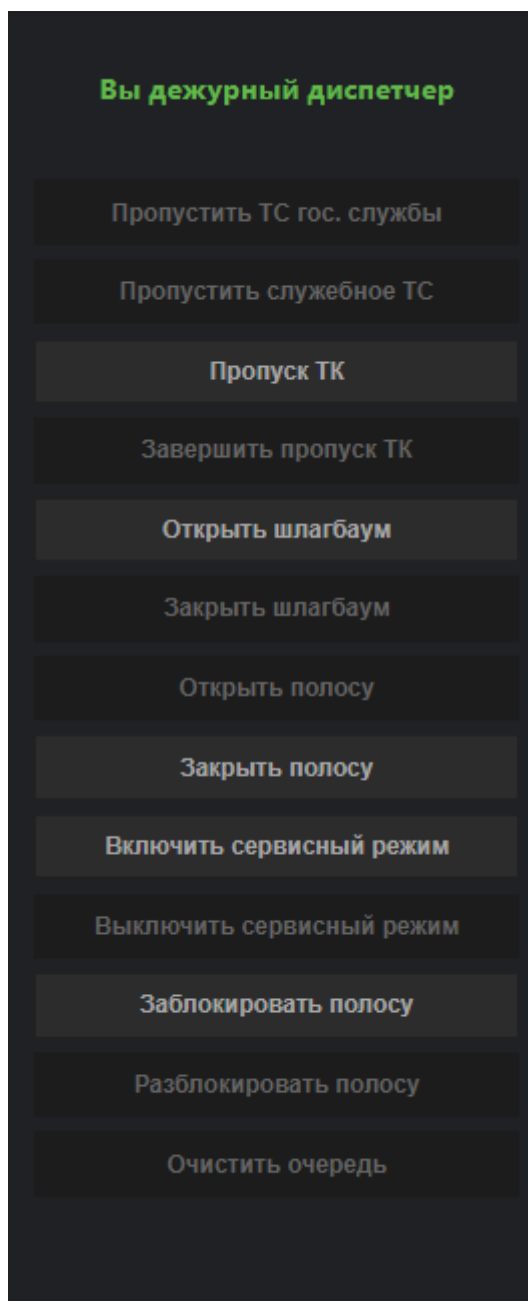 Вы дежурный диспетчер
Пропустить ТС гос. службы
Пропустить служебное ТС
Пропуск ТК
Завершить пропуск ТК
Открыть шлагбаум
Закрыть шлагбаум
Открыть полосу
Закрыть полосу
Включить сервисный режим
Выключить сервисный режим
Заблокировать полосу
Разблокировать полосу
Очистить очередь